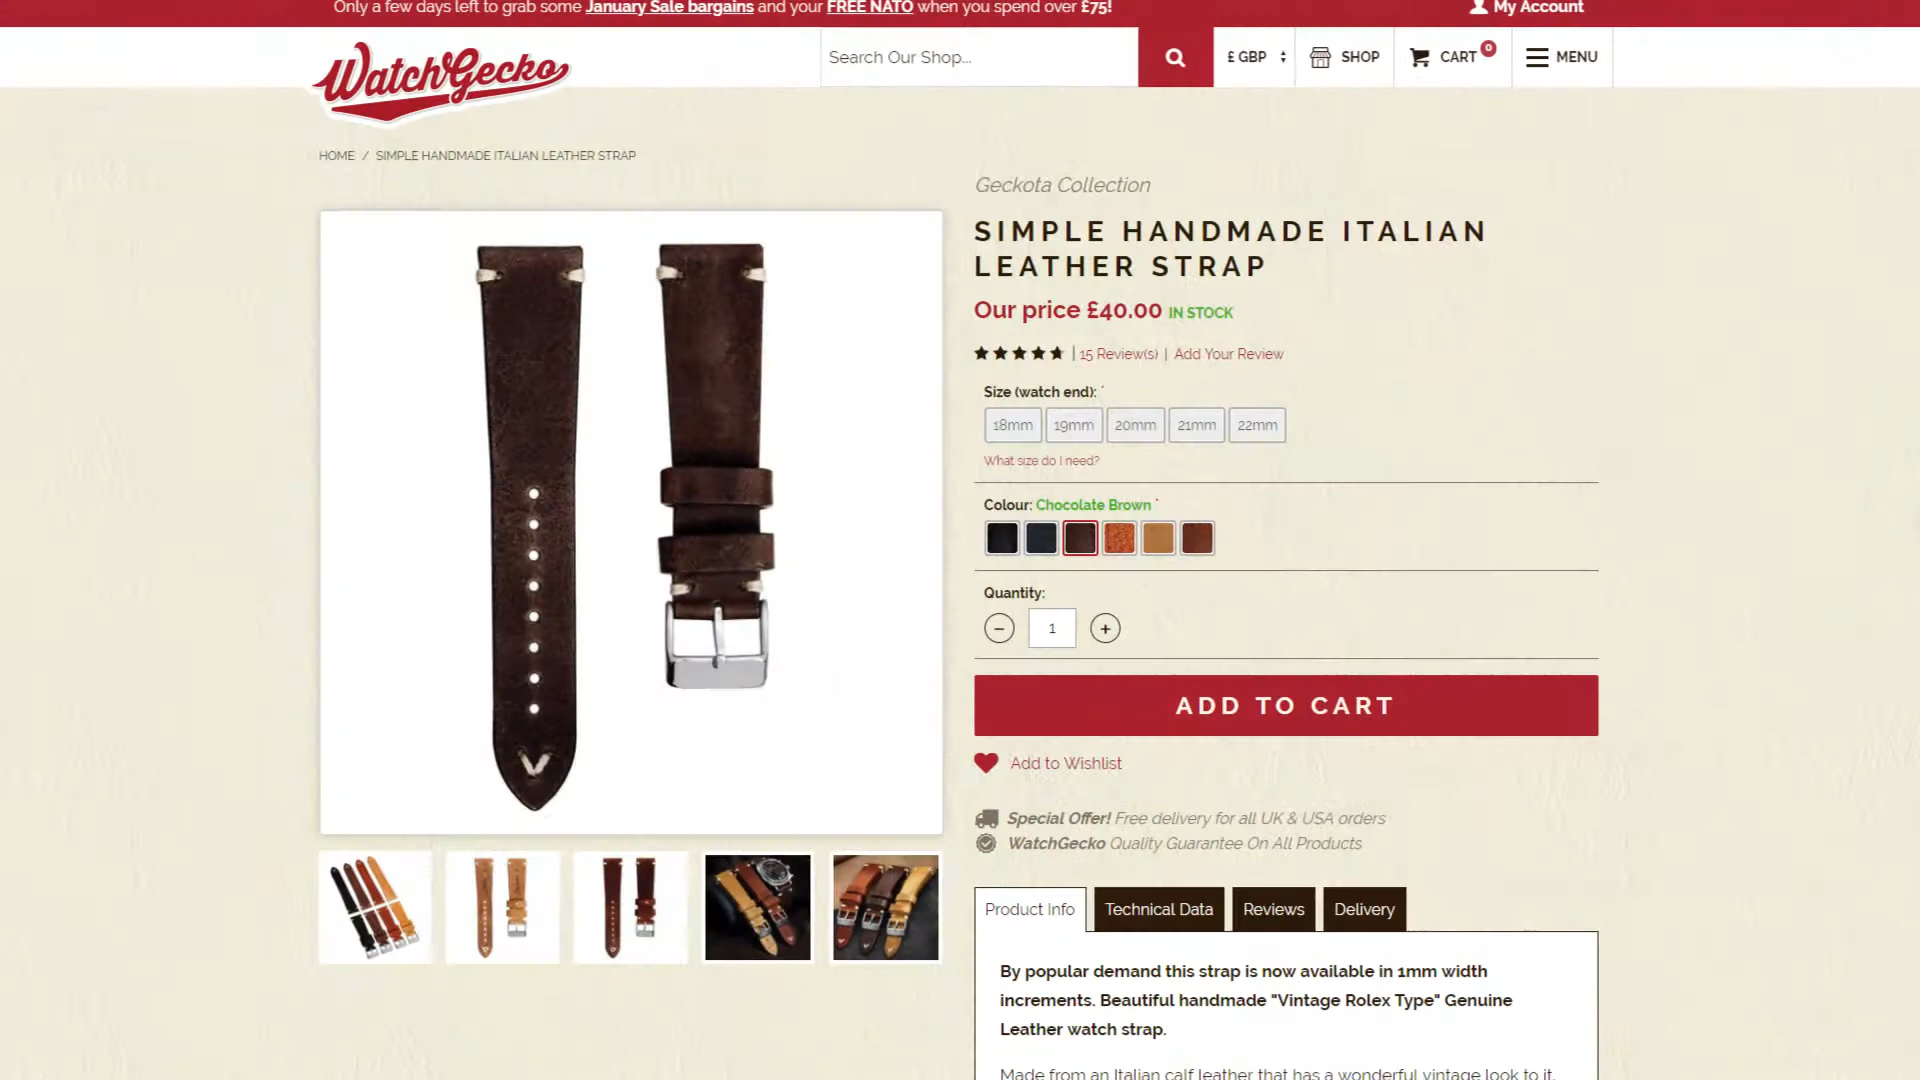 Only a few days left to grab some January Sale bargains and your FREE NATO when you spend over £75!
My Account
WatchGecko
Search Our Shop...
£ GBP
SHOP
CART 0
MENU
HOME / SIMPLE HANDMADE ITALIAN LEATHER STRAP
Geckota Collection
SIMPLE HANDMADE ITALIAN
LEATHER STRAP
Our price £40.00 IN STOCK
| 15 Review(s) | Add Your Review
Size (watch end): *
18mm 19mm 20mm 21mm 22mm
What size do I need?
Colour: Chocolate Brown *
Quantity:
− 1 +
ADD TO CART
Add to Wishlist
Special Offer! Free delivery for all UK & USA orders
WatchGecko Quality Guarantee On All Products
Product Info Technical Data Reviews Delivery
By popular demand this strap is now available in 1mm width
increments. Beautiful handmade "Vintage Rolex Type" Genuine
Leather watch strap.
Made from an Italian calf leather that has a wonderful vintage look to it.